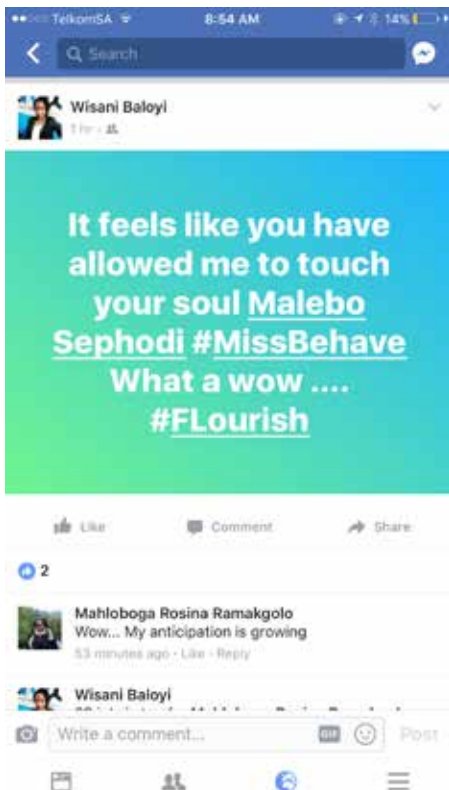 TelkomSA 8:54 AM 14%
Search
Wisani Baloyi
1 hr
It feels like you have
allowed me to touch
your soul Malebo
Sephodi #MissBehave
What a wow ....
#FLourish
Like Comment Share
2
Mahloboga Rosina Ramakgolo
Wow... My anticipation is growing
53 minutes ago · Like · Reply
Wisani Baloyi
Write a comment... GIF Post